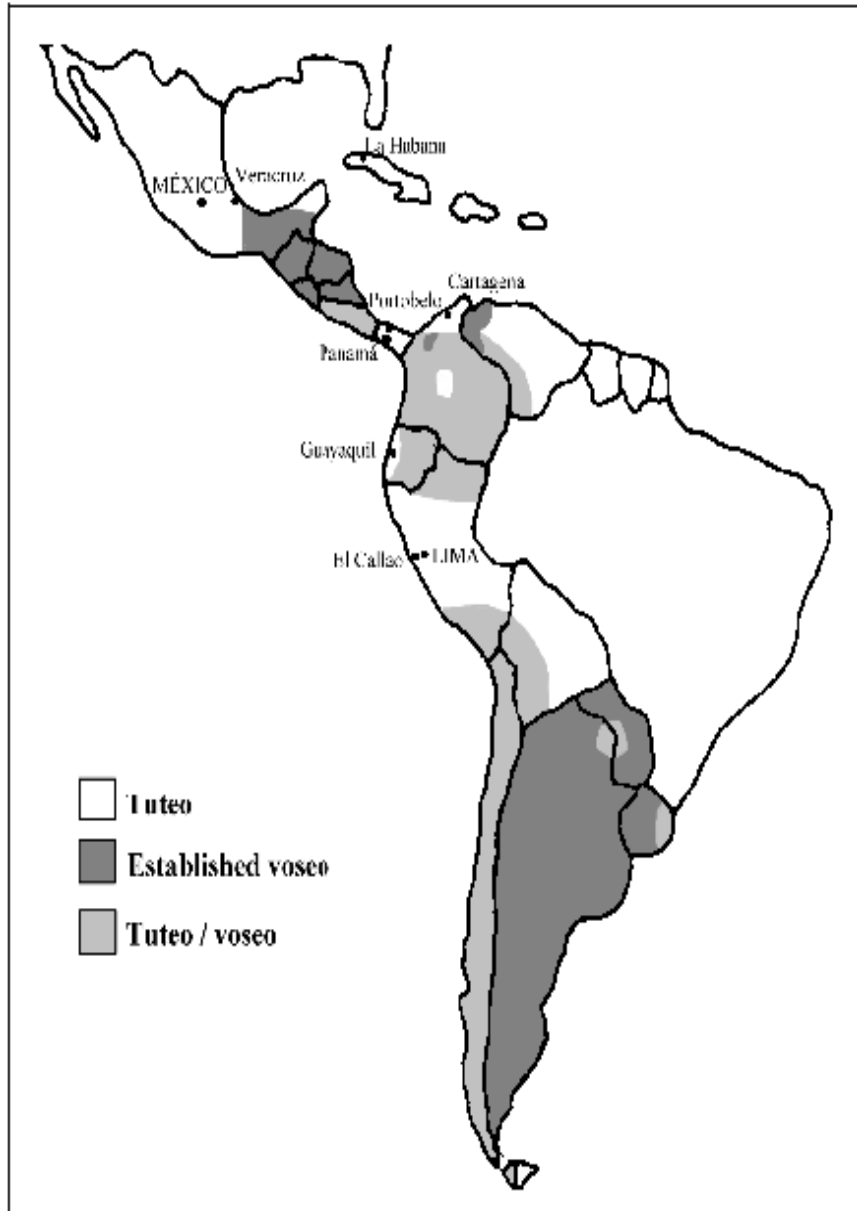 La Habana
Veracruz
MÉXICO
Cartagena
Portobelo
Panamá
Guayaquil
El Callao
LIMA
Tuteo
Established voseo
Tuteo / voseo